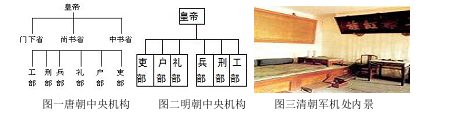 皇帝
门下省 尚书省 中书省
工部 刑部 兵部 礼部 户部 吏部
图一唐朝中央机构
皇帝
吏部 户部 礼部 兵部 刑部 工部
图二明朝中央机构
图三清朝军机处内景